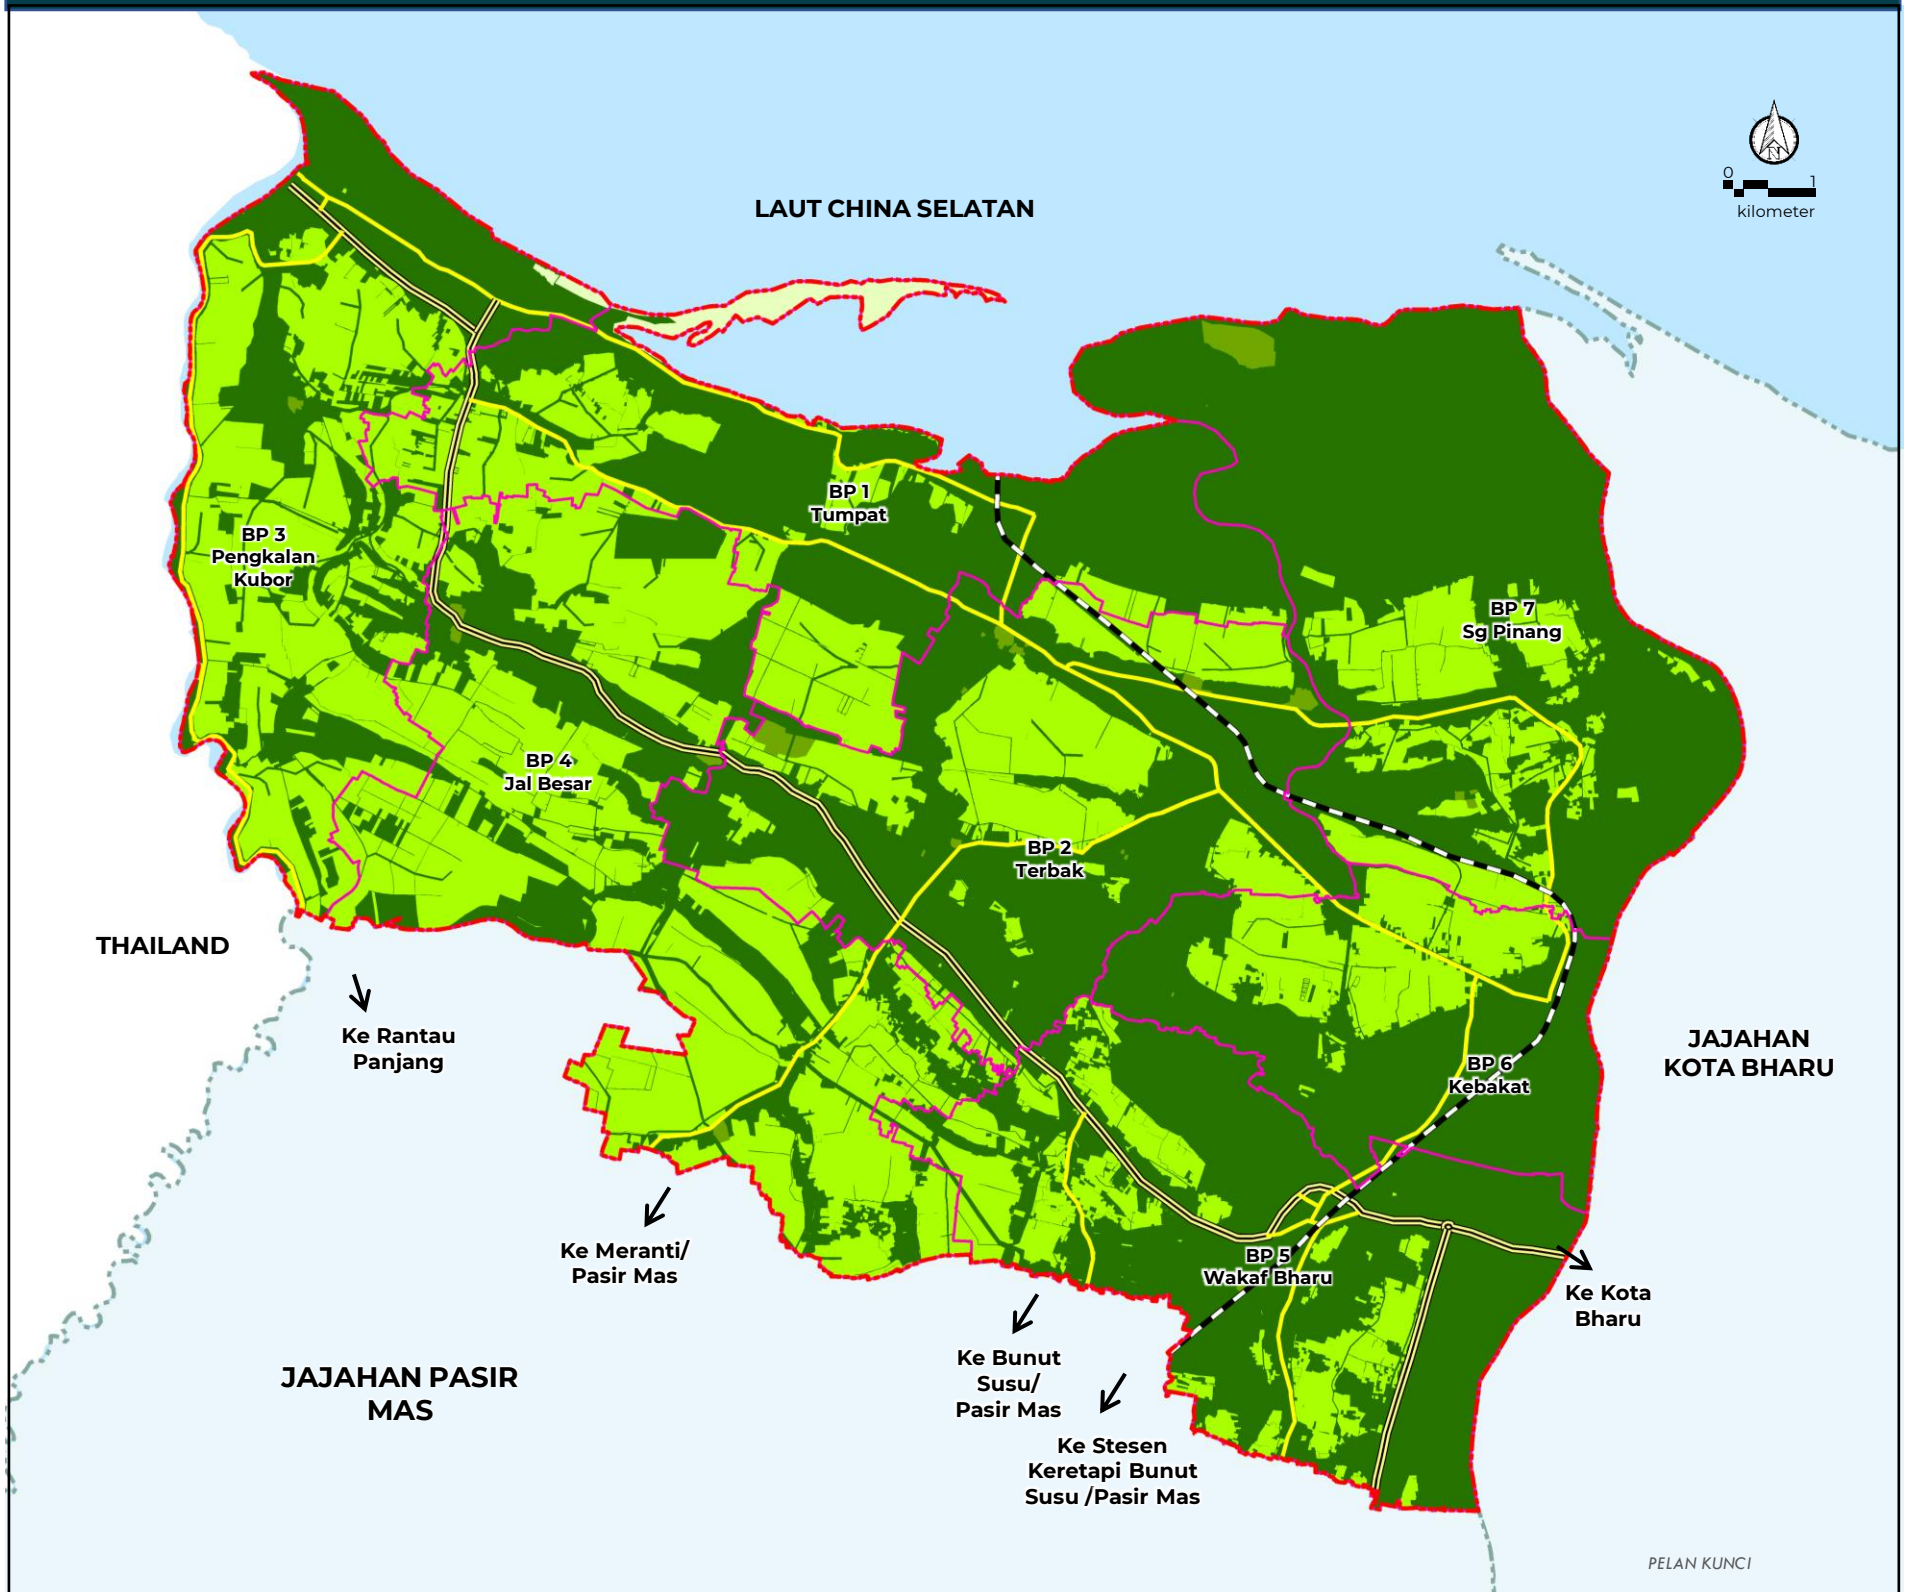 LAUT CHINA SELATAN
N
0
1
kilometer
BP 1
Tumpat
BP 3
Pengkalan
Kubor
BP 7
Sg Pinang
BP 4
Jal Besar
BP 2
Terbak
THAILAND
Ke Rantau
Panjang
JAJAHAN
KOTA BHARU
BP 6
Kebakat
Ke Meranti/
Pasir Mas
BP 5
Wakaf Bharu
Ke Kota
Bharu
Ke Bunut
Susu/
Pasir Mas
JAJAHAN PASIR
MAS
Ke Stesen
Keretapi Bunut
Susu /Pasir Mas
PELAN KUNCI